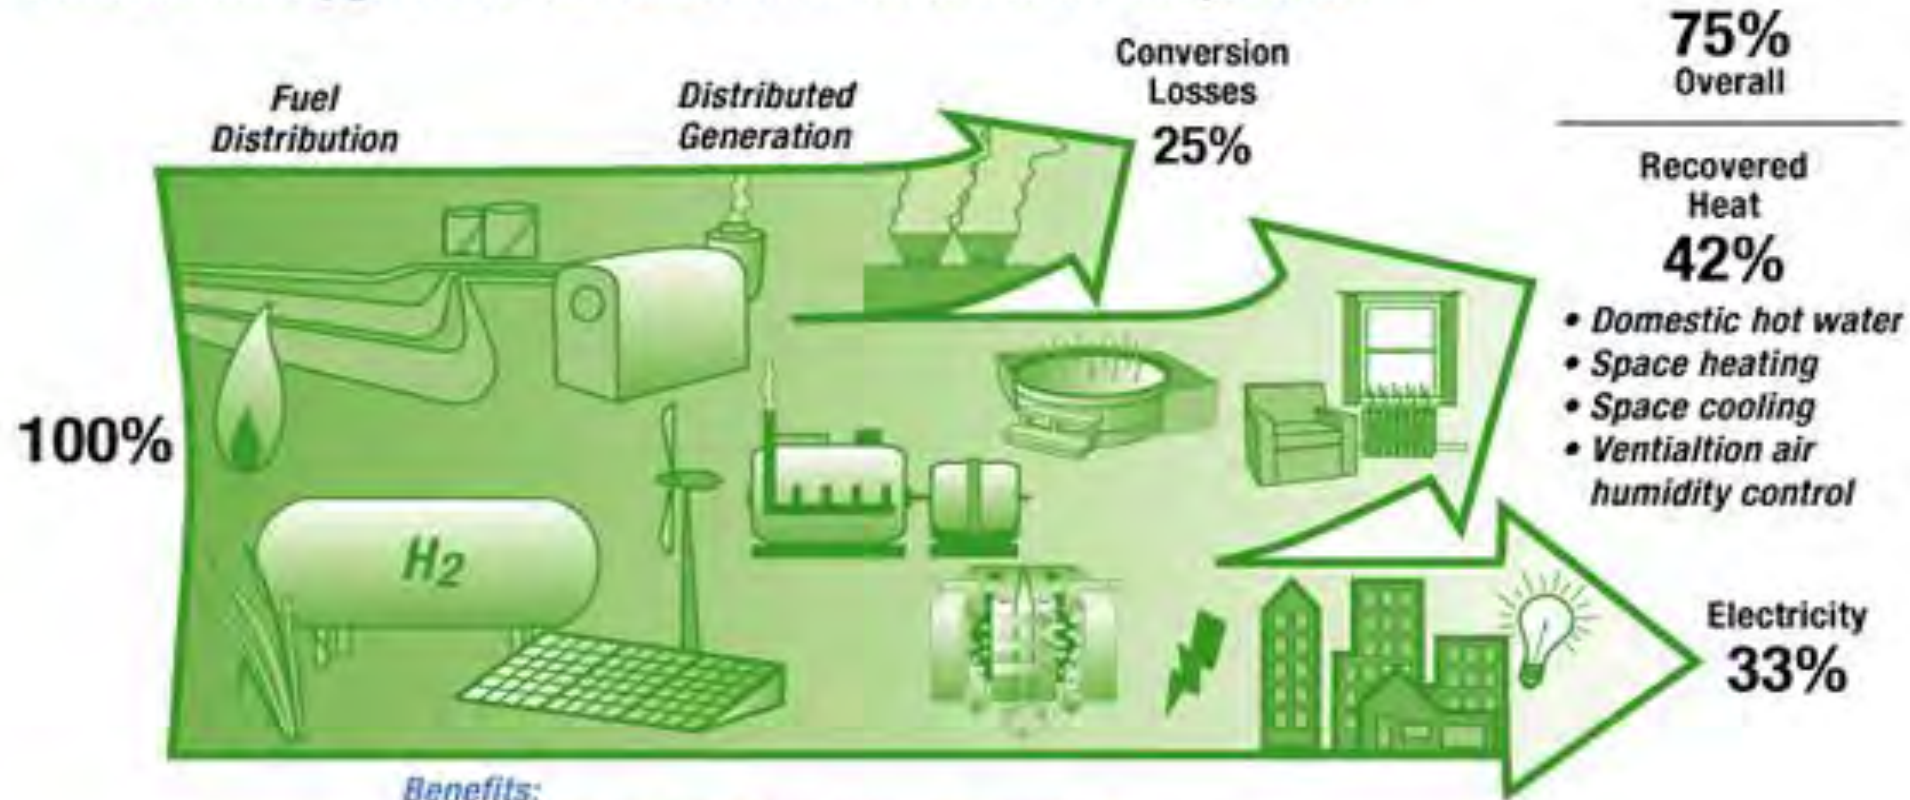 75%
Overall
Conversion
Losses
25%
Fuel
Distribution
Distributed
Generation
Recovered
Heat
42%
• Domestic hot water
• Space heating
• Space cooling
• Ventialtion air
humidity control
100%
H2
Electricity
33%
Benefits: